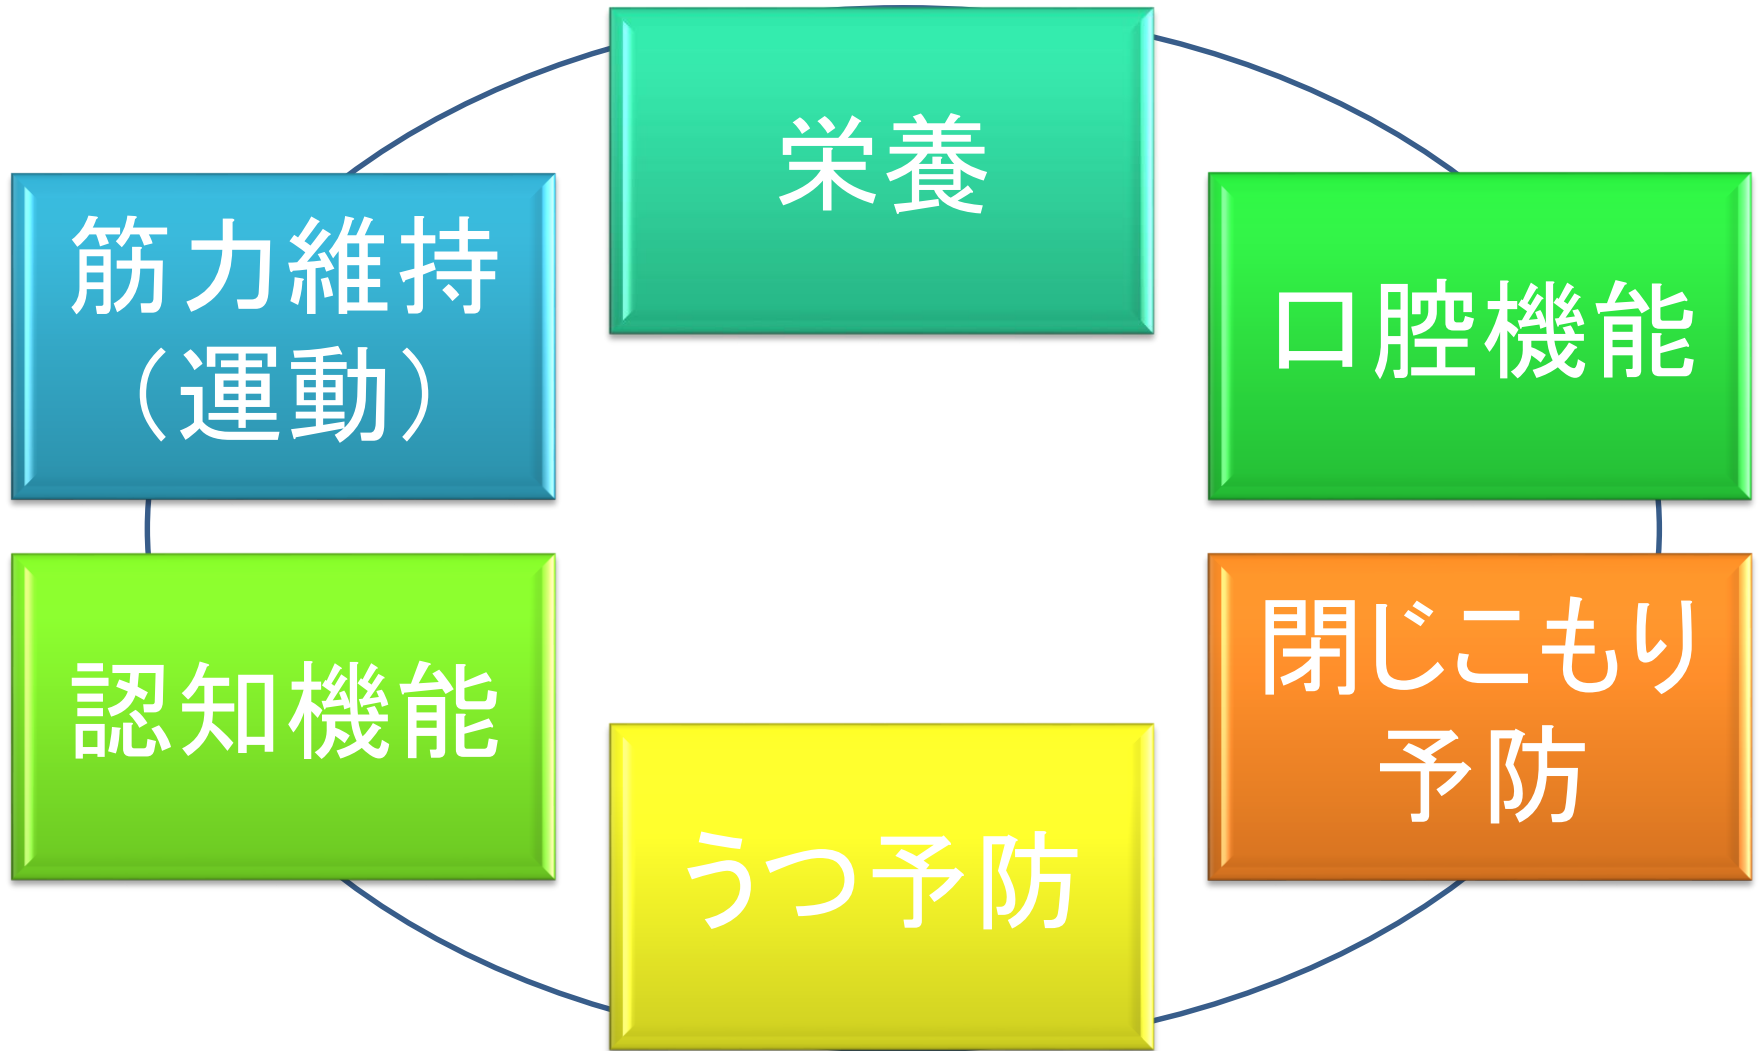 栄養
筋力維持
（運動）
口腔機能
認知機能
閉じこもり
予防
うつ予防